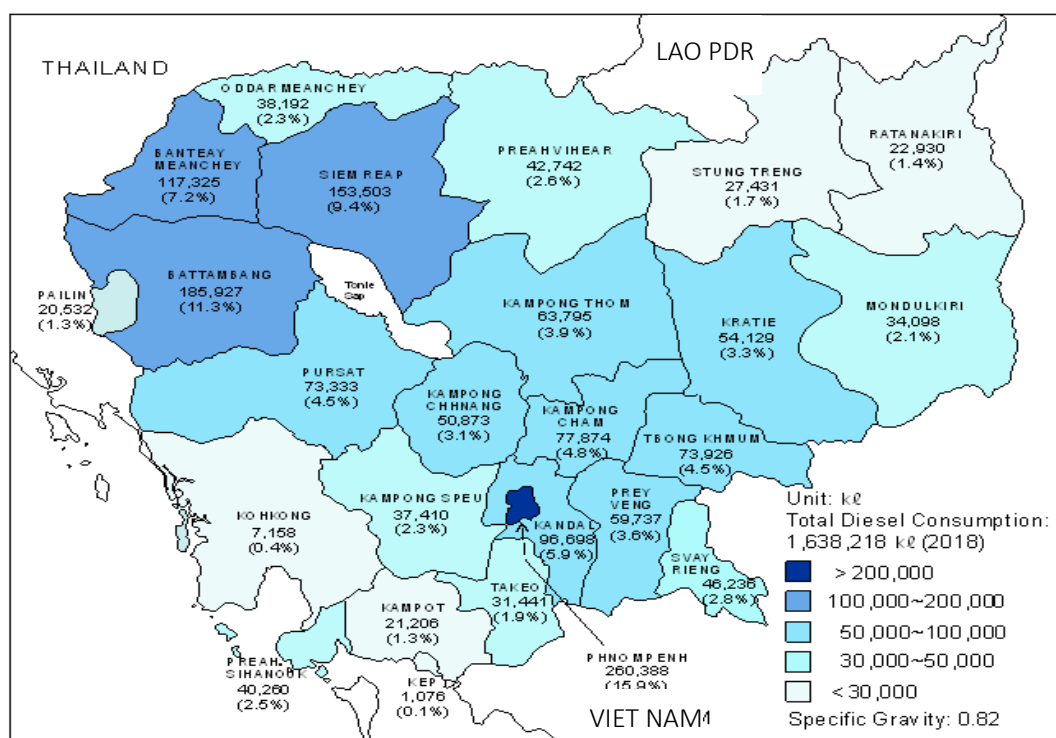 THAILAND
LAO PDR
ODDAR MEANCHEY
38,192
(2.3%)
BANTEAY
MEANCHEY
117,325
(7.2%)
SIEM REAP
153,503
(9.4%)
PREAHVIHEAR
42,742
(2.6%)
STUNG TRENG
27,431
(1.7%)
RATANAKIRI
22,930
(1.4%)
BATTAMBANG
185,927
(11.3%)
PAILIN
20,532
(1.3%)
Tonle
Sap
KAMPONG THOM
63,795
(3.9%)
KRATIE
54,129
(3.3%)
MONDULKIRI
34,098
(2.1%)
PURSAT
73,333
(4.5%)
KAMPONG
CHHNANG
50,873
(3.1%)
KAMPONG
CHAM
77,874
(4.8%)
TBONG KHMUM
73,926
(4.5%)
KOHKONG
7,158
(0.4%)
KAMPONG SPEU
37,410
(2.3%)
KANDAL
96,698
(5.9%)
PREY
VENG
59,737
(3.6%)
SVAY
RIENG
46,236
(2.8%)
TAKEO
31,441
(1.9%)
KAMPOT
21,206
(1.3%)
PREAH
SIHANOUK
40,260
(2.5%)
KEP
1,076
(0.1%)
PHNOMPENH
260,388
(15.9%)
VIET NAM
Unit: kℓ
Total Diesel Consumption:
1,638,218 kℓ (2018)
>200,000
100,000~200,000
50,000~100,000
30,000~50,000
<30,000
Specific Gravity: 0.82